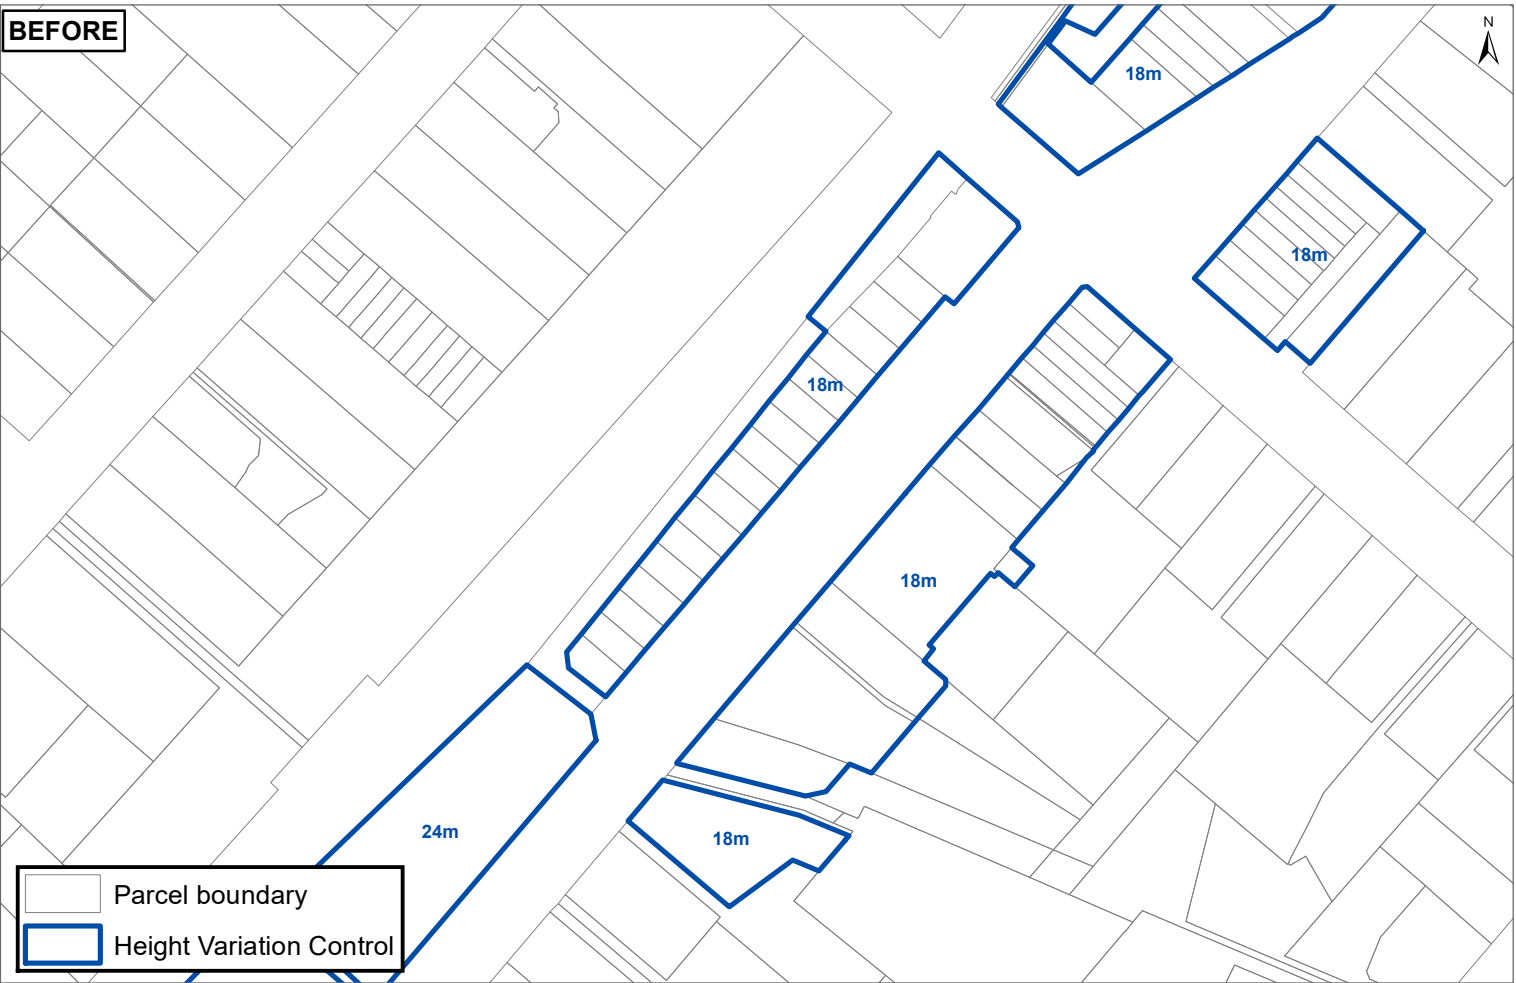 BEFORE
N
18m
18m
18m
18m
24m
18m
Parcel boundary
Height Variation Control